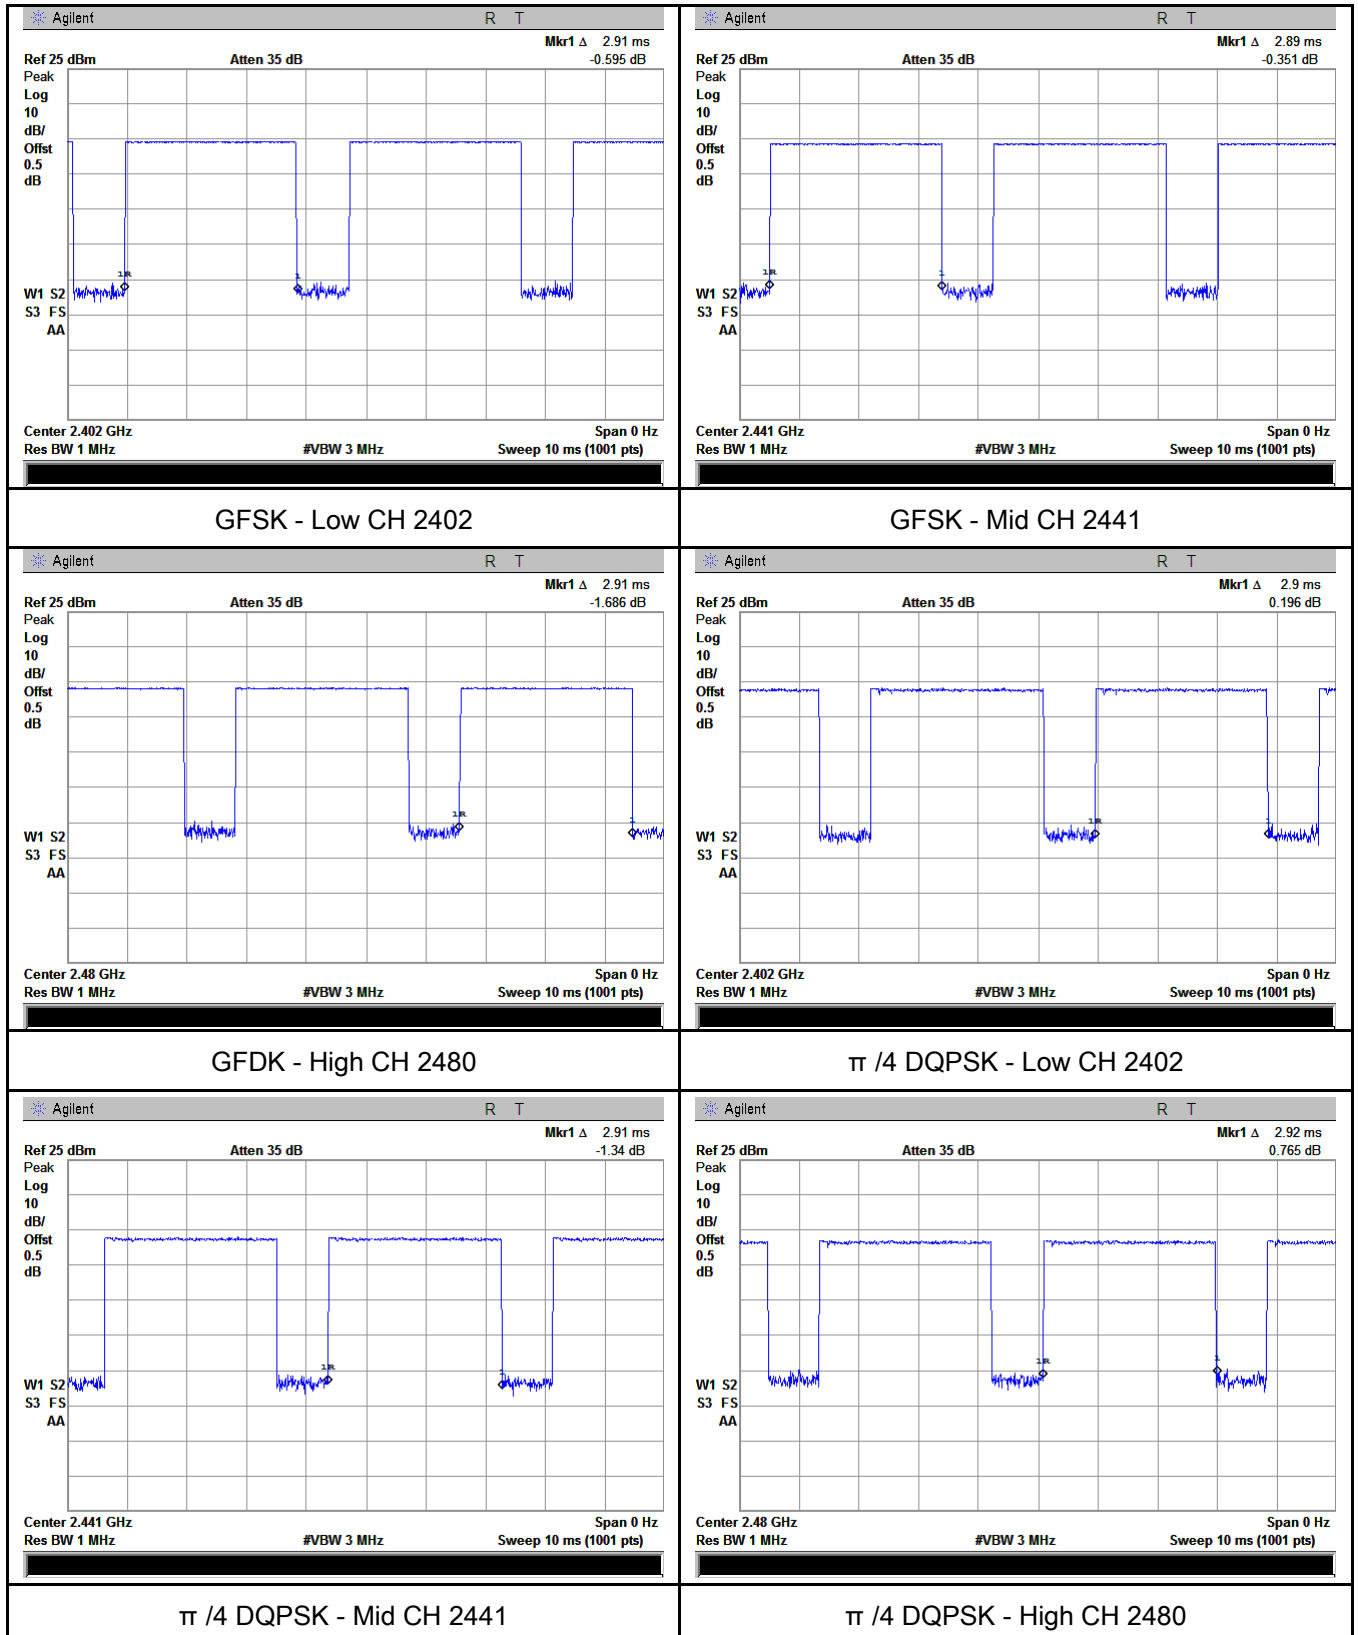 Agilent R T
Mkr1 Δ 2.91 ms
Ref 25 dBm Atten 35 dB -0.595 dB
Peak
Log
10
dB/
Offst
0.5
dB
1R
1
W1 S2
S3 FS
AA
Center 2.402 GHz Span 0 Hz
Res BW 1 MHz #VBW 3 MHz Sweep 10 ms (1001 pts)
GFSK - Low CH 2402
Agilent R T
Mkr1 Δ 2.89 ms
Ref 25 dBm Atten 35 dB -0.351 dB
Peak
Log
10
dB/
Offst
0.5
dB
1R
1
W1 S2
S3 FS
AA
Center 2.441 GHz Span 0 Hz
Res BW 1 MHz #VBW 3 MHz Sweep 10 ms (1001 pts)
GFSK - Mid CH 2441
Agilent R T
Mkr1 Δ 2.91 ms
Ref 25 dBm Atten 35 dB -1.686 dB
Peak
Log
10
dB/
Offst
0.5
dB
1R
1
W1 S2
S3 FS
AA
Center 2.48 GHz Span 0 Hz
Res BW 1 MHz #VBW 3 MHz Sweep 10 ms (1001 pts)
GFDK - High CH 2480
Agilent R T
Mkr1 Δ 2.9 ms
Ref 25 dBm Atten 35 dB 0.196 dB
Peak
Log
10
dB/
Offst
0.5
dB
1R
1
W1 S2
S3 FS
AA
Center 2.402 GHz Span 0 Hz
Res BW 1 MHz #VBW 3 MHz Sweep 10 ms (1001 pts)
π /4 DQPSK - Low CH 2402
Agilent R T
Mkr1 Δ 2.91 ms
Ref 25 dBm Atten 35 dB -1.34 dB
Peak
Log
10
dB/
Offst
0.5
dB
1R
1
W1 S2
S3 FS
AA
Center 2.441 GHz Span 0 Hz
Res BW 1 MHz #VBW 3 MHz Sweep 10 ms (1001 pts)
π /4 DQPSK - Mid CH 2441
Agilent R T
Mkr1 Δ 2.92 ms
Ref 25 dBm Atten 35 dB 0.765 dB
Peak
Log
10
dB/
Offst
0.5
dB
1R
1
W1 S2
S3 FS
AA
Center 2.48 GHz Span 0 Hz
Res BW 1 MHz #VBW 3 MHz Sweep 10 ms (1001 pts)
π /4 DQPSK - High CH 2480